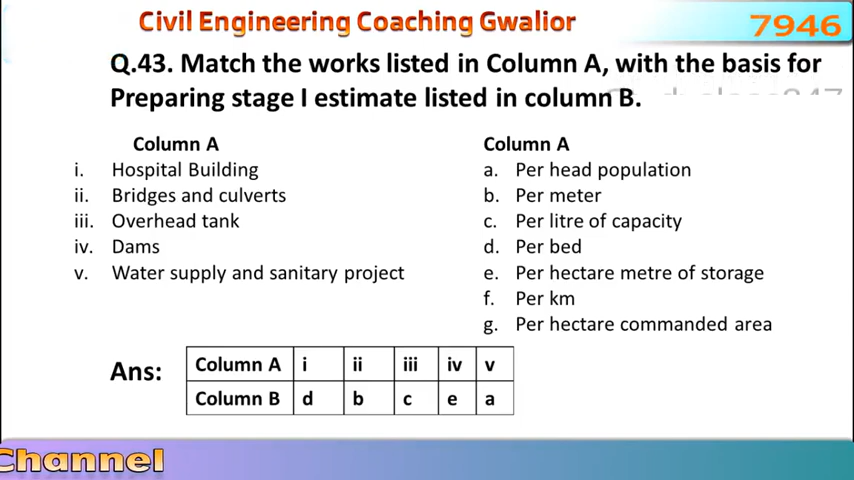 Civil Engineering Coaching Gwalior
7946
Q.43. Match the works listed in Column A, with the basis for
Preparing stage I estimate listed in column B.
Column A
i. Hospital Building
ii. Bridges and culverts
iii. Overhead tank
iv. Dams
v. Water supply and sanitary project
Column A
a. Per head population
b. Per meter
c. Per litre of capacity
d. Per bed
e. Per hectare metre of storage
f. Per km
g. Per hectare commanded area
Ans:
Column A i ii iii iv v
Column B d b c e a
Channel